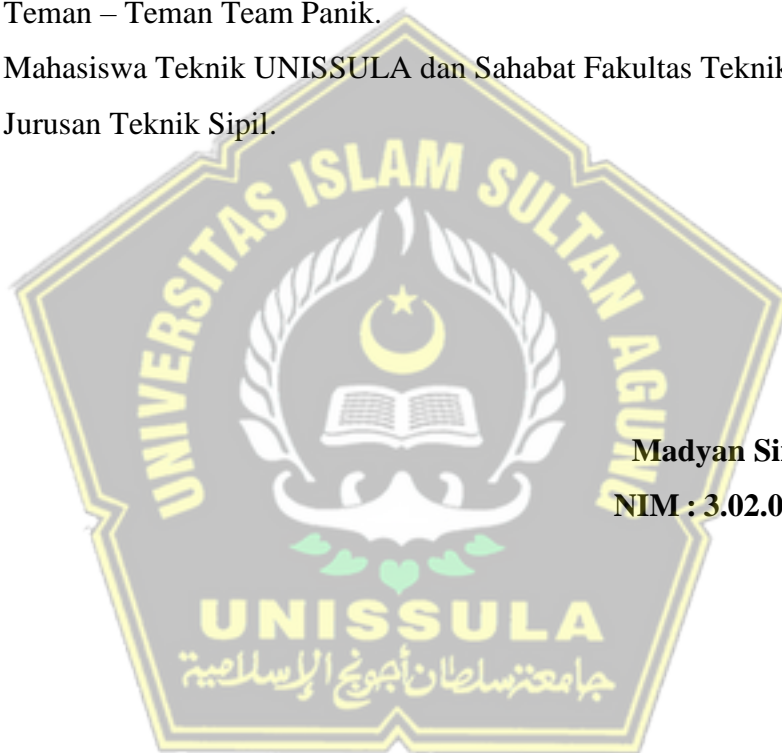 Teman – Teman Team Panik.
Mahasiswa Teknik UNISSULA dan Sahabat Fakultas Teknik
Jurusan Teknik Sipil.
UNIVERSITAS ISLAM SULTAN AGUNG
Madyan
NIM : 3.02.0
UNISSULA
جامعة سلطان أجونج الإسلامية